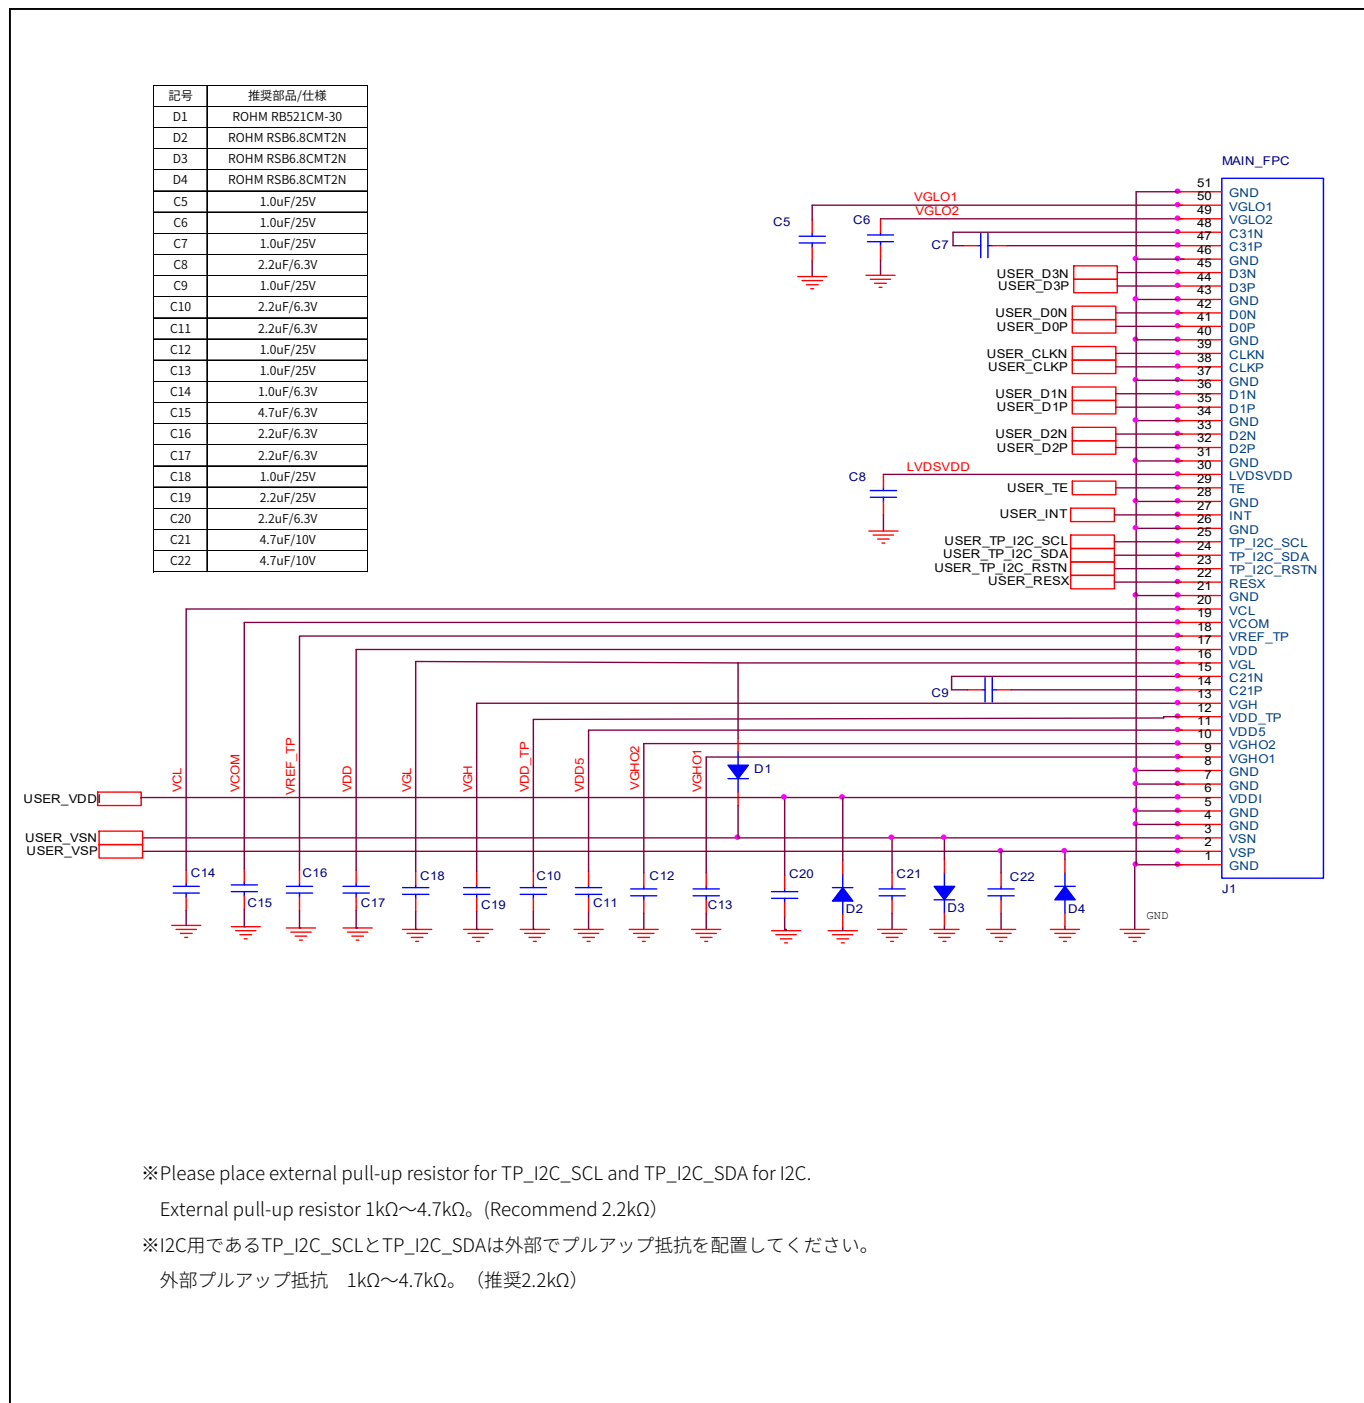 記号 推奨部品/仕様
D1 ROHM RB521CM-30
D2 ROHM RSB6.8CMT2N
D3 ROHM RSB6.8CMT2N
D4 ROHM RSB6.8CMT2N
C5 1.0uF/25V
C6 1.0uF/25V
C7 1.0uF/25V
C8 2.2uF/6.3V
C9 1.0uF/25V
C10 2.2uF/6.3V
C11 2.2uF/6.3V
C12 1.0uF/25V
C13 1.0uF/25V
C14 1.0uF/6.3V
C15 4.7uF/6.3V
C16 2.2uF/6.3V
C17 2.2uF/6.3V
C18 1.0uF/25V
C19 2.2uF/25V
C20 2.2uF/6.3V
C21 4.7uF/10V
C22 4.7uF/10V
MAIN_FPC
51 GND
VGLO1 50 VGLO1
VGLO2 49 VGLO2
C5 C6 48 C31N
C7 47 C31P
46 GND
USER_D3N 45 D3N
USER_D3P 44 D3P
43 GND
USER_D0N 42 D0N
USER_D0P 41 D0P
40 GND
USER_CLKN 39 CLKN
USER_CLKP 38 CLKP
37 GND
USER_D1N 36 D1N
USER_D1P 35 D1P
34 GND
USER_D2N 33 D2N
USER_D2P 32 D2P
31 GND
LVDSVDD 30 LVDSVDD
C8 USER_TE 29 TE
28 GND
USER_INT 27 INT
26 GND
USER_TP_I2C_SCL 25 TP_I2C_SCL
USER_TP_I2C_SDA 24 TP_I2C_SDA
USER_TP_I2C_RSTN 23 TP_I2C_RSTN
USER_RESX 22 RESX
21 GND
20 VCL
19 VCOM
18 VREF_TP
17 VDD
16 VGL
15 C21N
C9 14 C21P
13 VGH
12 VDD_TP
11 VDD5
10 VGHO2
9 VGHO1
8 GND
7 GND
6 VDDI
5 GND
4 GND
3 VSN
2 VSP
1 GND
J1
VCL VCOM VREF_TP VDD VGL VGH VDD_TP VDD5 VGHO2 VGHO1 D1
USER_VDDI
USER_VSN
USER_VSP
C14 C15 C16 C17 C18 C19 C10 C11 C12 C13 C20 D2 C21 D3 C22 D4
GND
※Please place external pull-up resistor for TP_I2C_SCL and TP_I2C_SDA for I2C.
External pull-up resistor 1kΩ～4.7kΩ。(Recommend 2.2kΩ）
※I2C用であるTP_I2C_SCLとTP_I2C_SDAは外部でプルアップ抵抗を配置してください。
外部プルアップ抵抗　1kΩ～4.7kΩ。（推奨2.2kΩ）